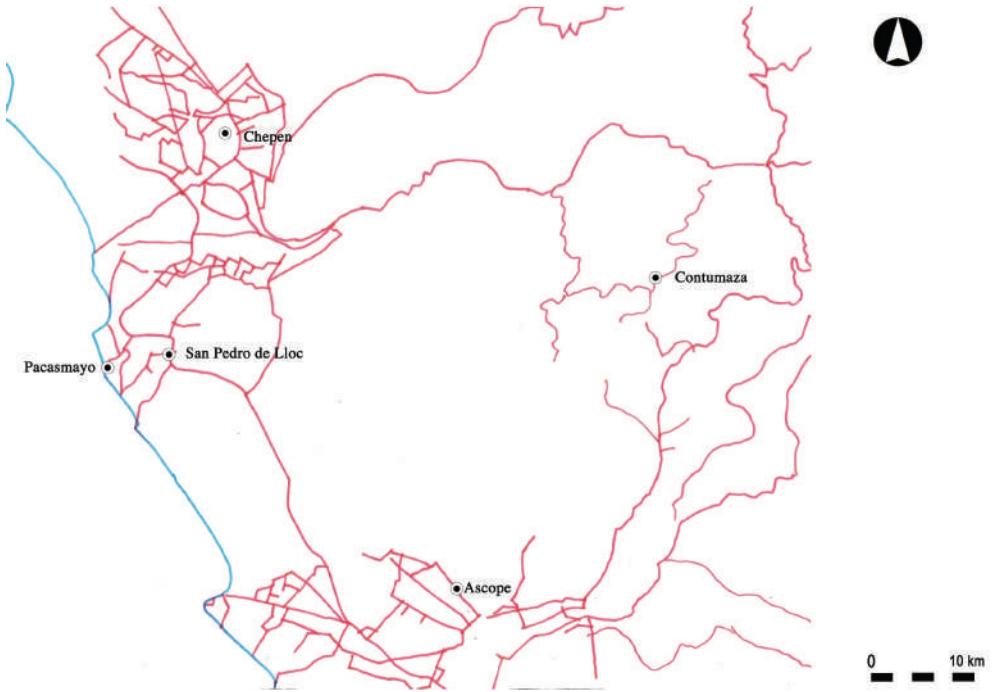 Chepen
Contumaza
San Pedro de Lloc
Pacasmayo
Ascope
0 10 km